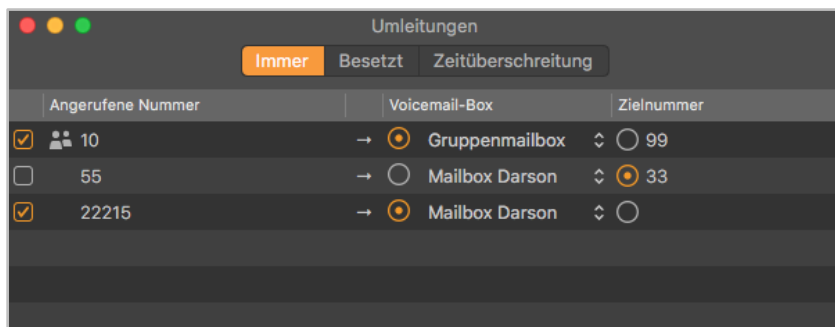 Umleitungen
Immer Besetzt Zeitüberschreitung
Angerufene Nummer Voicemail-Box Zielnummer
10 → Gruppenmailbox 99
55 → Mailbox Darson 33
22215 → Mailbox Darson